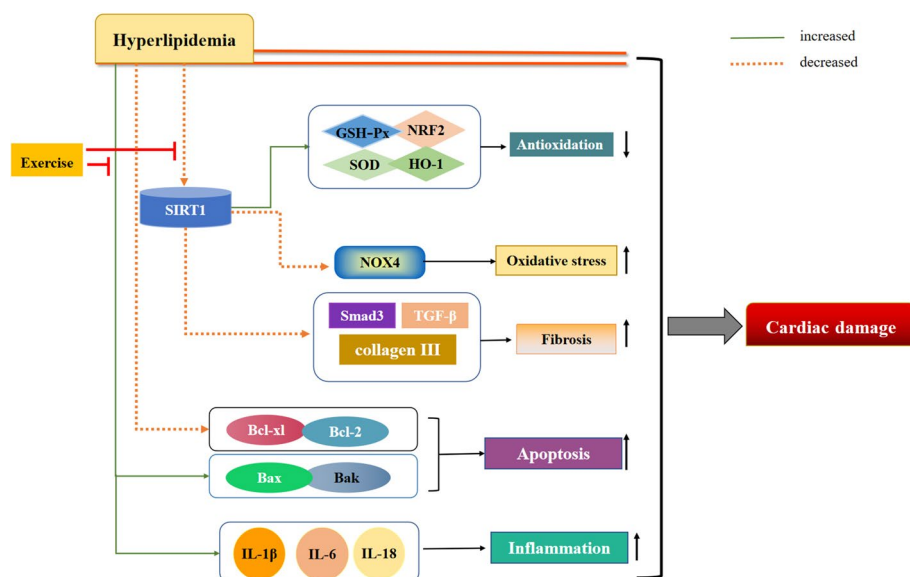 Hyperlipidemia
increased
decreased
GSH-Px
NRF2
SOD
HO-1
Antioxidation
Exercise
SIRT1
NOX4
Oxidative stress
Smad3
TGF-β
collagen III
Fibrosis
Cardiac damage
Bcl-xl
Bcl-2
Bax
Bak
Apoptosis
IL-1β
IL-6
IL-18
Inflammation